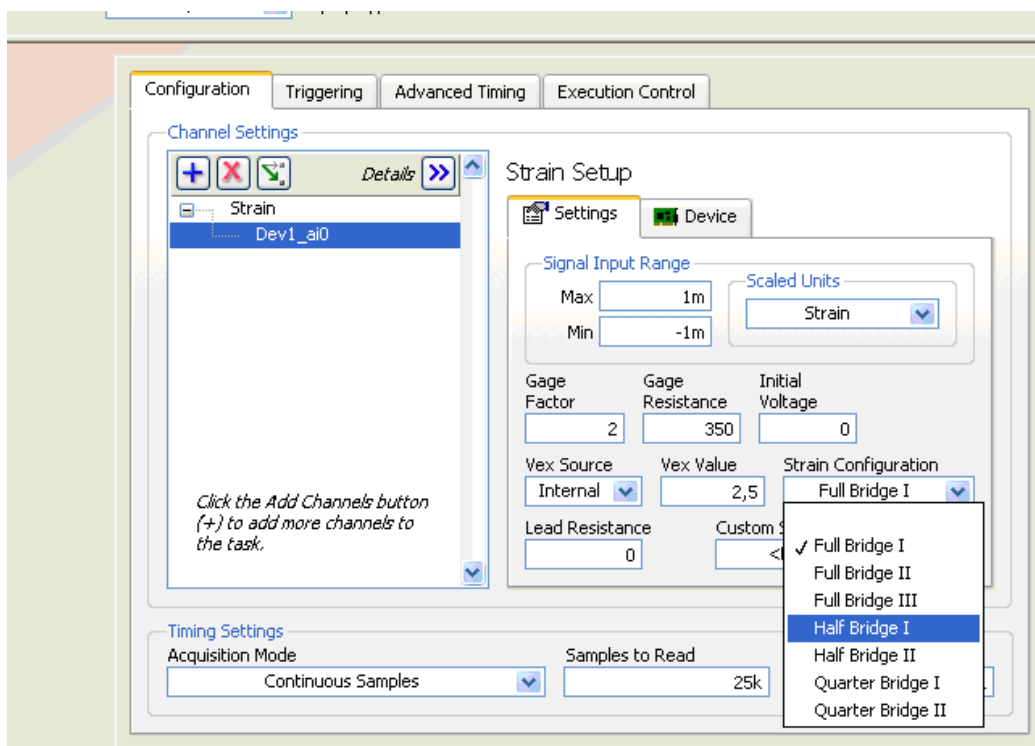 Configuration
Triggering
Advanced Timing
Execution Control
Channel Settings
Details
Strain
Dev1_ai0
Click the Add Channels button
(+) to add more channels to
the task.
Strain Setup
Settings
Device
Signal Input Range
Max 1m
Min -1m
Scaled Units
Strain
Gage Factor
2
Gage Resistance
350
Initial Voltage
0
Vex Source
Internal
Vex Value
2,5
Strain Configuration
Full Bridge I
Lead Resistance
0
Custom
✓ Full Bridge I
Full Bridge II
Full Bridge III
Half Bridge I
Half Bridge II
Quarter Bridge I
Quarter Bridge II
Timing Settings
Acquisition Mode
Continuous Samples
Samples to Read
25k